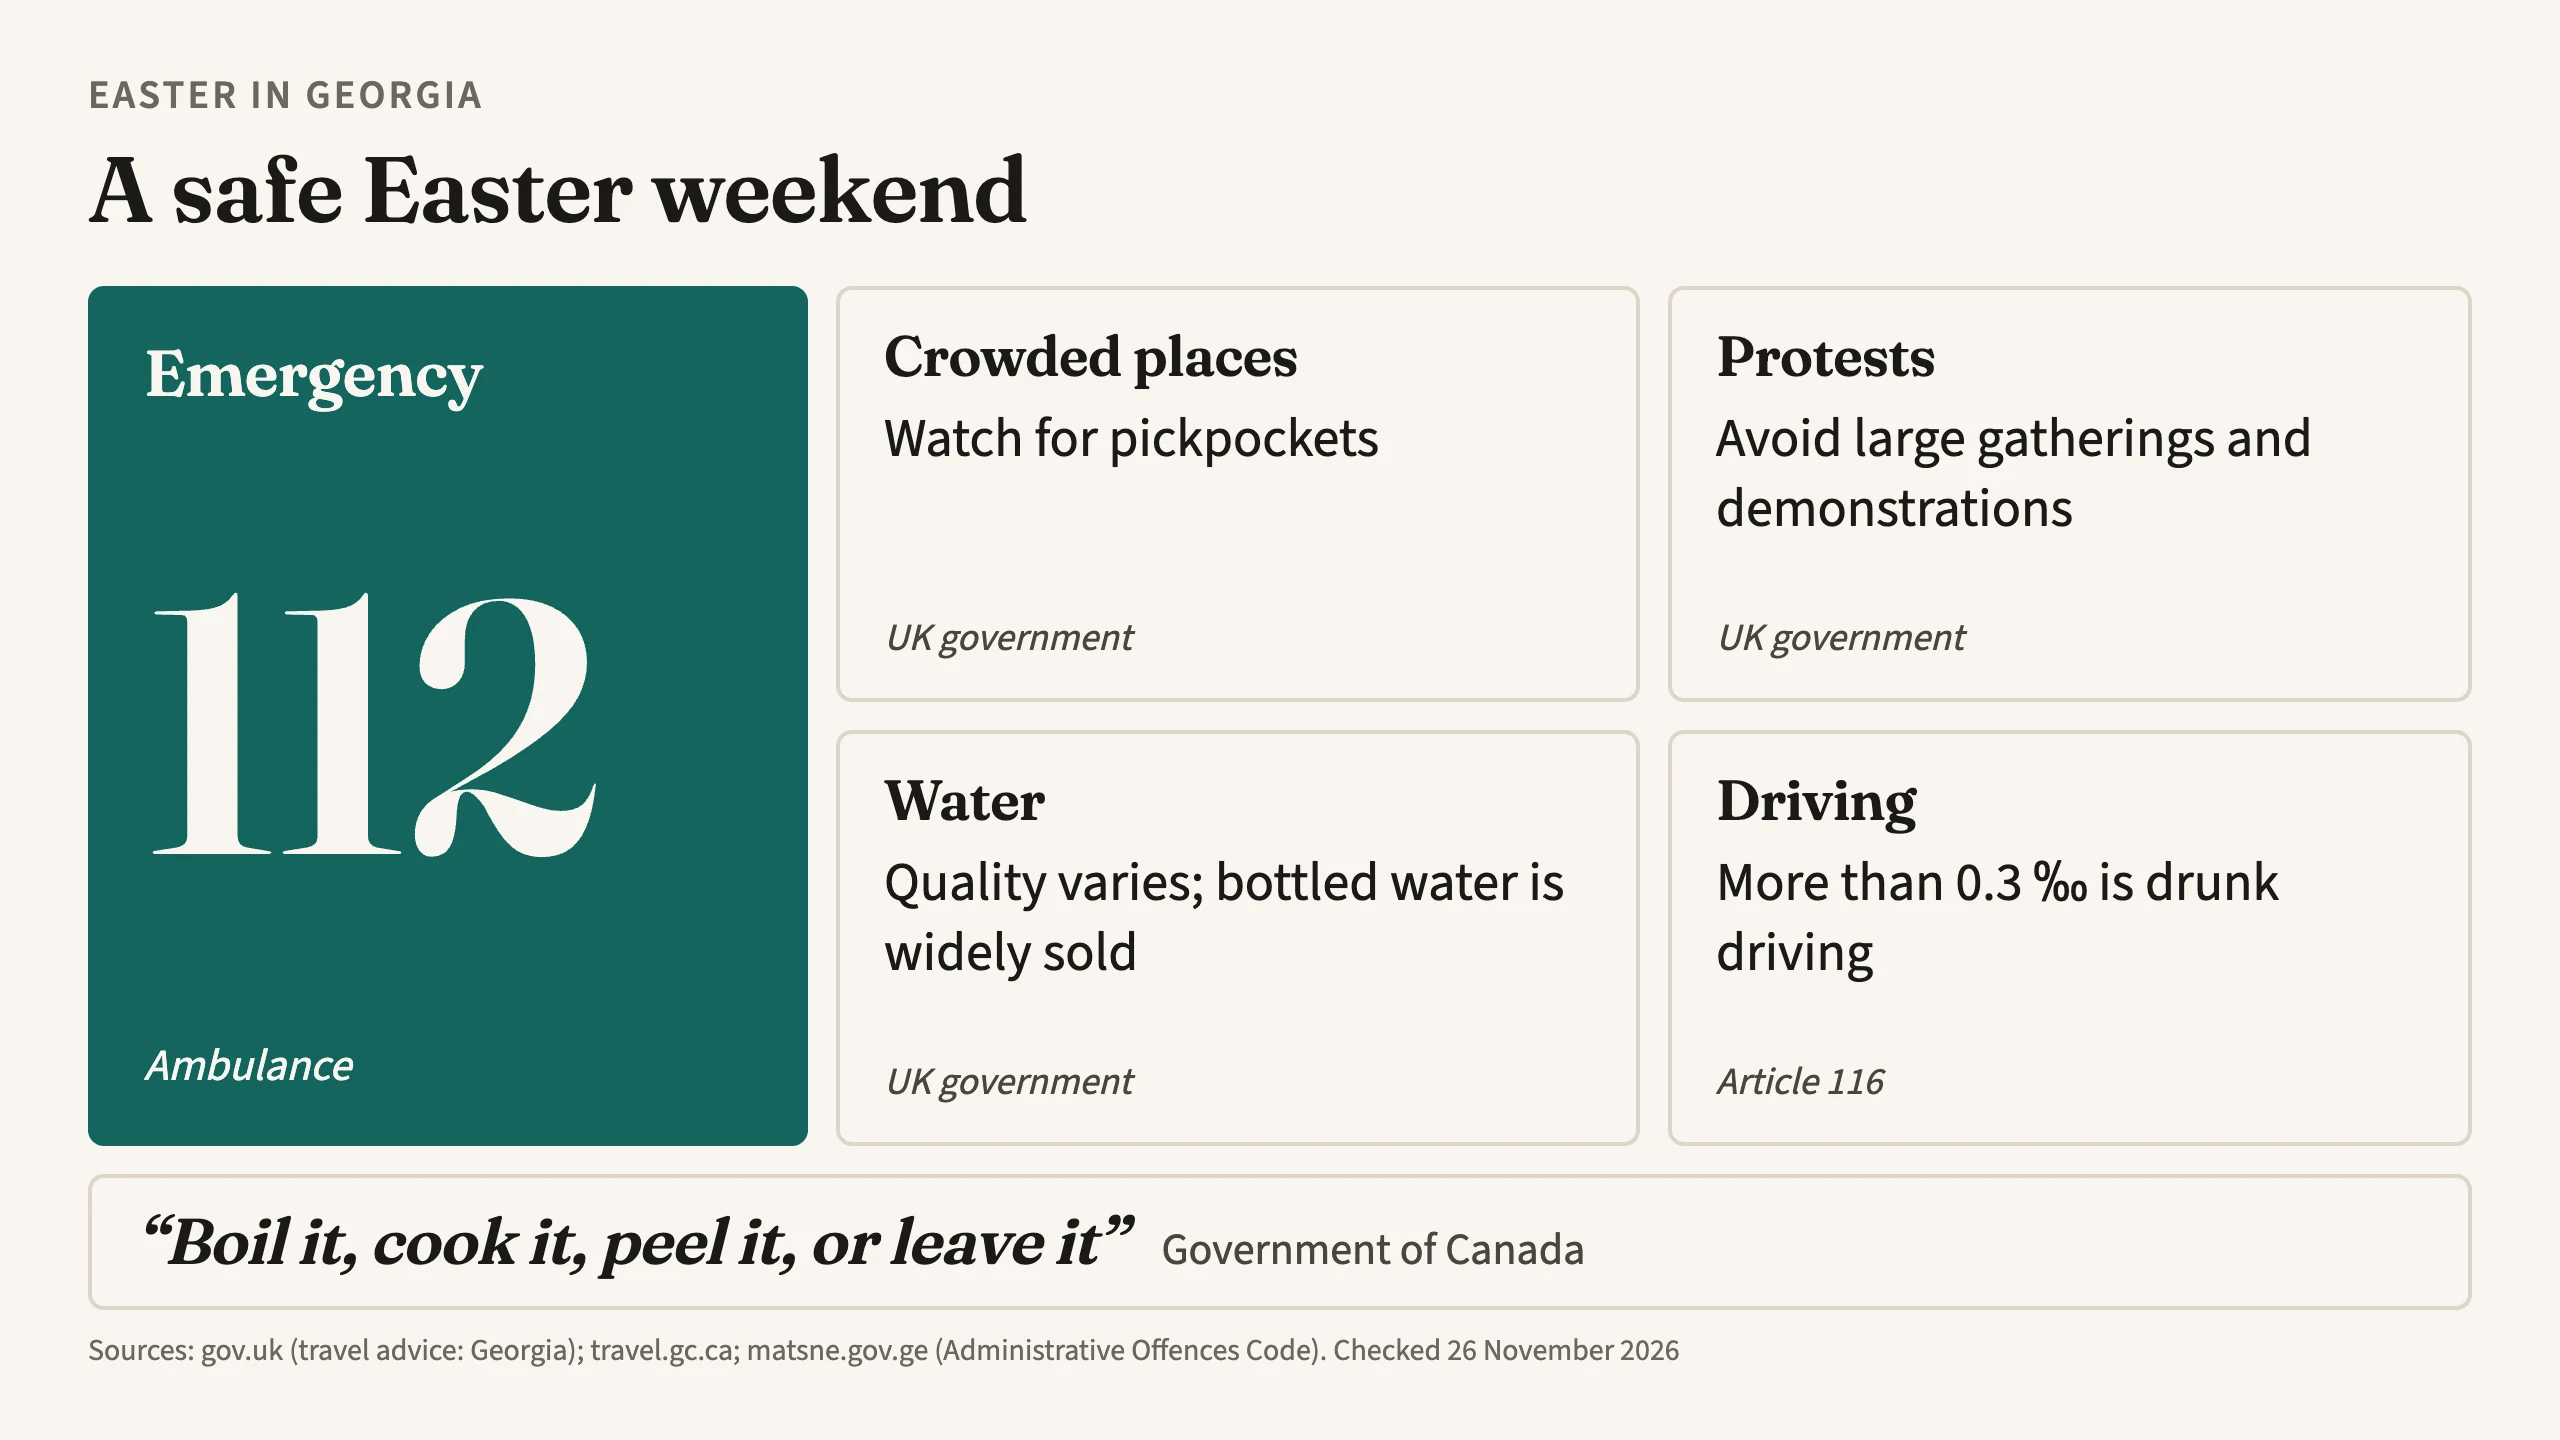 EASTER IN GEORGIA
A safe Easter weekend
Emergency
112
Ambulance
Crowded places
Watch for pickpockets
UK government
Protests
Avoid large gatherings and
demonstrations
UK government
Water
Quality varies; bottled water is
widely sold
UK government
Driving
More than 0.3 ‰ is drunk
driving
Article 116
“Boil it, cook it, peel it, or leave it” Government of Canada
Sources: gov.uk (travel advice: Georgia); travel.gc.ca; matsne.gov.ge (Administrative Offences Code). Checked 26 November 2026